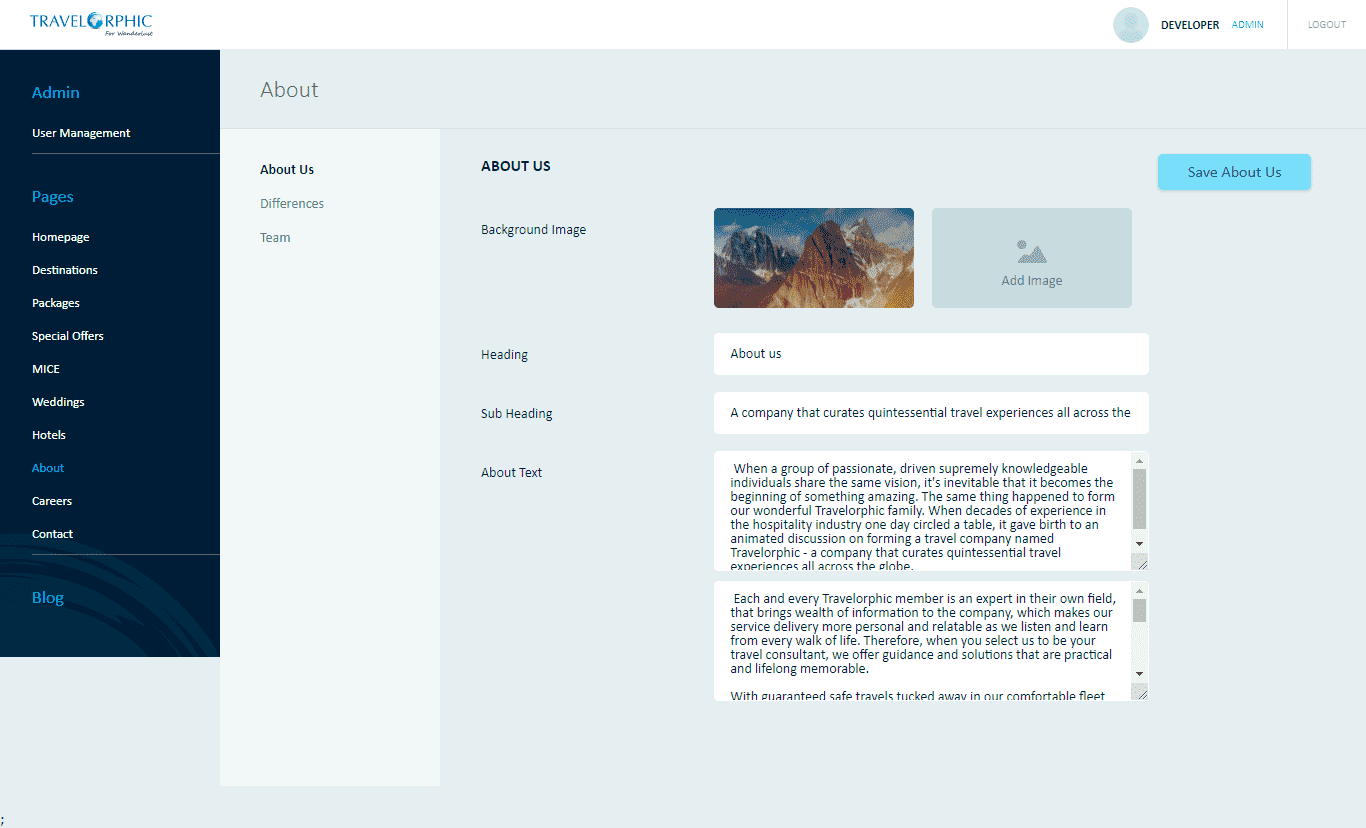 TRAVELORPHIC
For Wanderlust
DEVELOPER ADMIN
LOGOUT
Admin
User Management
Pages
Homepage
Destinations
Packages
Special Offers
MICE
Weddings
Hotels
About
Careers
Contact
Blog
About
About Us
Differences
Team
ABOUT US
Save About Us
Background Image
Add Image
Heading
About us
Sub Heading
A company that curates quintessential travel experiences all across the
About Text
When a group of passionate, driven supremely knowledgeable
individuals share the same vision, it's inevitable that it becomes the
beginning of something amazing. The same thing happened to form
our wonderful Travelorphic family. When decades of experience in
the hospitality industry one day circled a table, it gave birth to an
animated discussion on forming a travel company named
Travelorphic - a company that curates quintessential travel
experiences all across the globe.
Each and every Travelorphic member is an expert in their own field,
that brings wealth of information to the company, which makes our
service delivery more personal and relatable as we listen and learn
from every walk of life. Therefore, when you select us to be your
travel consultant, we offer guidance and solutions that are practical
and lifelong memorable.
With guaranteed safe travels tucked away in our comfortable fleet
;